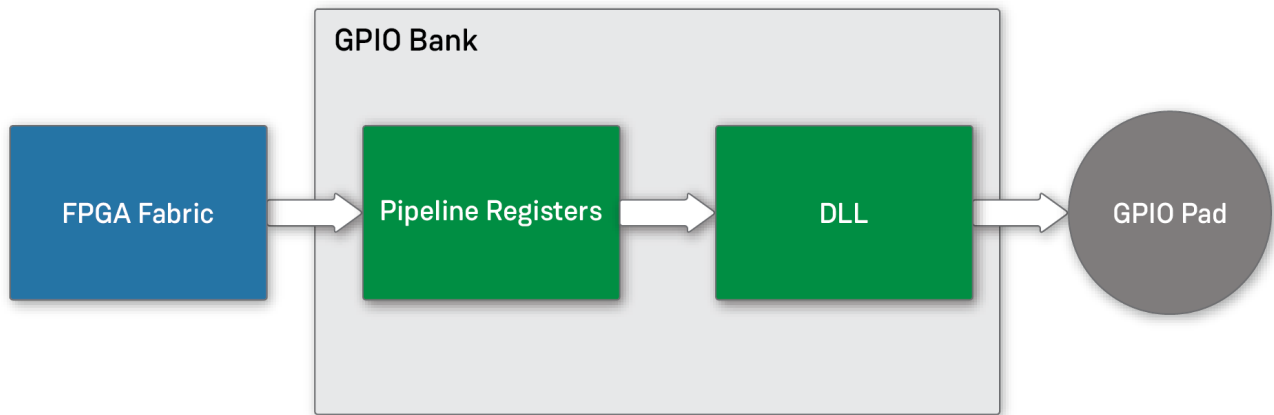 GPIO Bank
FPGA Fabric
Pipeline Registers
DLL
GPIO Pad